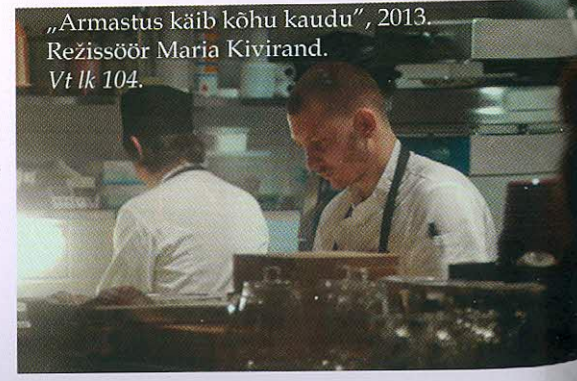 „Armastus käib kõhu kaudu”, 2013.
Režissöör Maria Kivirand.
Vt lk 104.